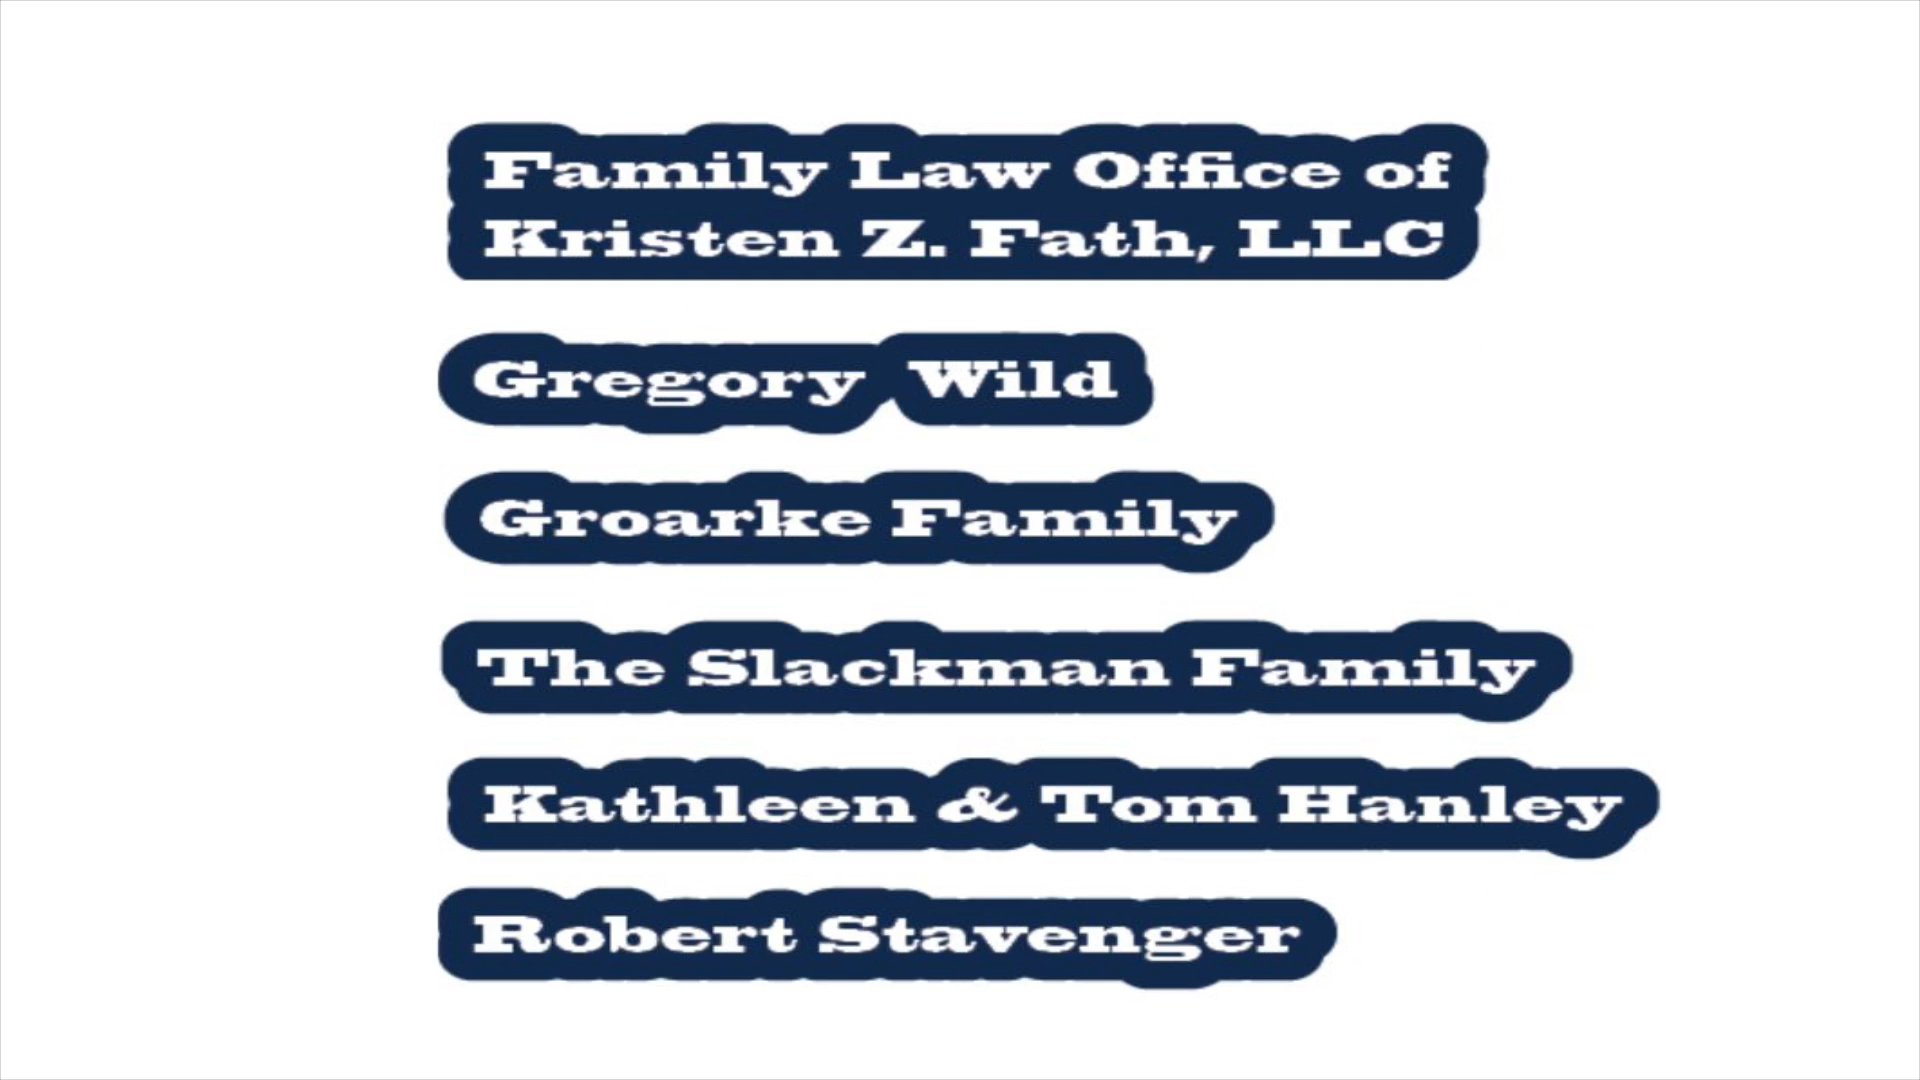 Family Law Office of
Kristen Z. Fath, LLC
Gregory Wild
Groarke Family
The Slackman Family
Kathleen & Tom Hanley
Robert Stavenger